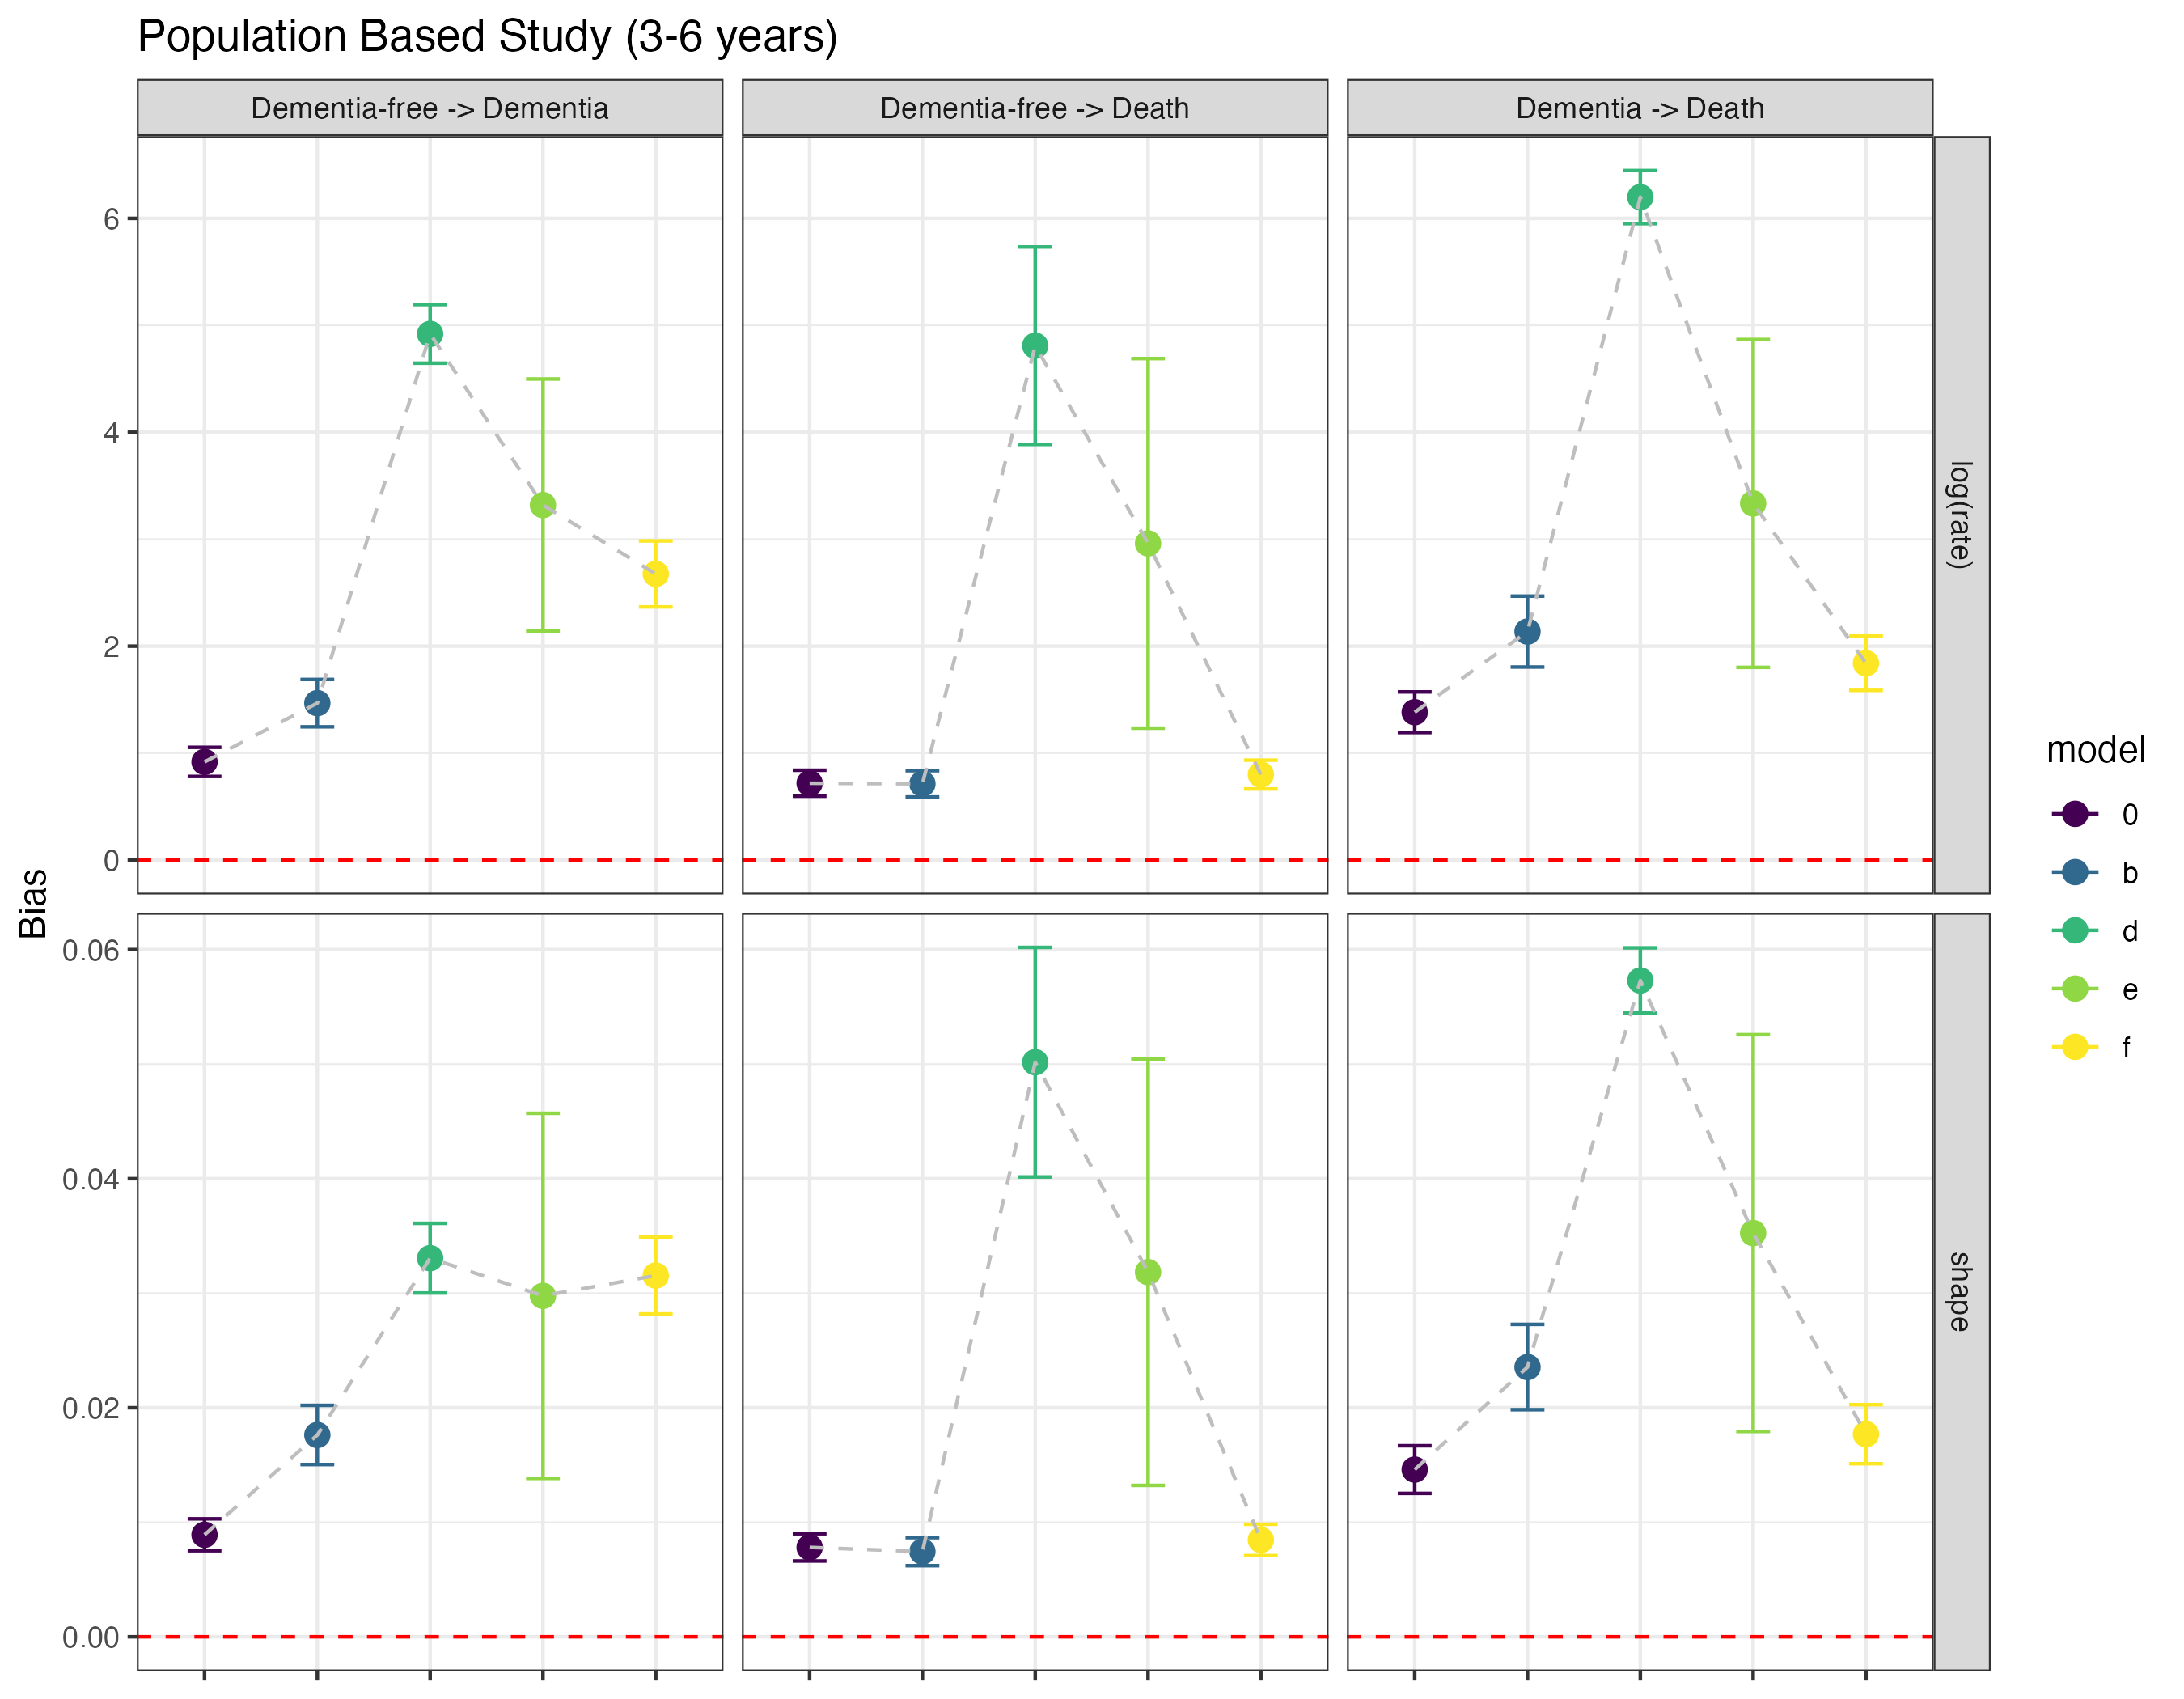 Population Based Study (3-6 years)
Dementia-free -> Dementia
Dementia-free -> Death
Dementia -> Death
6
4
2
0
log(rate)
Bias
0.06
0.04
0.02
0.00
shape
model
0
b
d
e
f